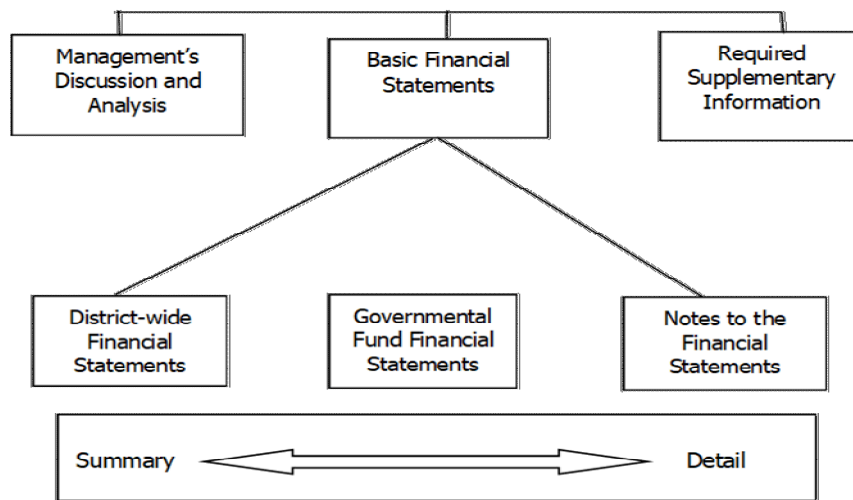 Management's
Discussion and
Analysis
Basic Financial
Statements
Required
Supplementary
Information
District-wide
Financial
Statements
Governmental
Fund Financial
Statements
Notes to the
Financial
Statements
Summary
Detail